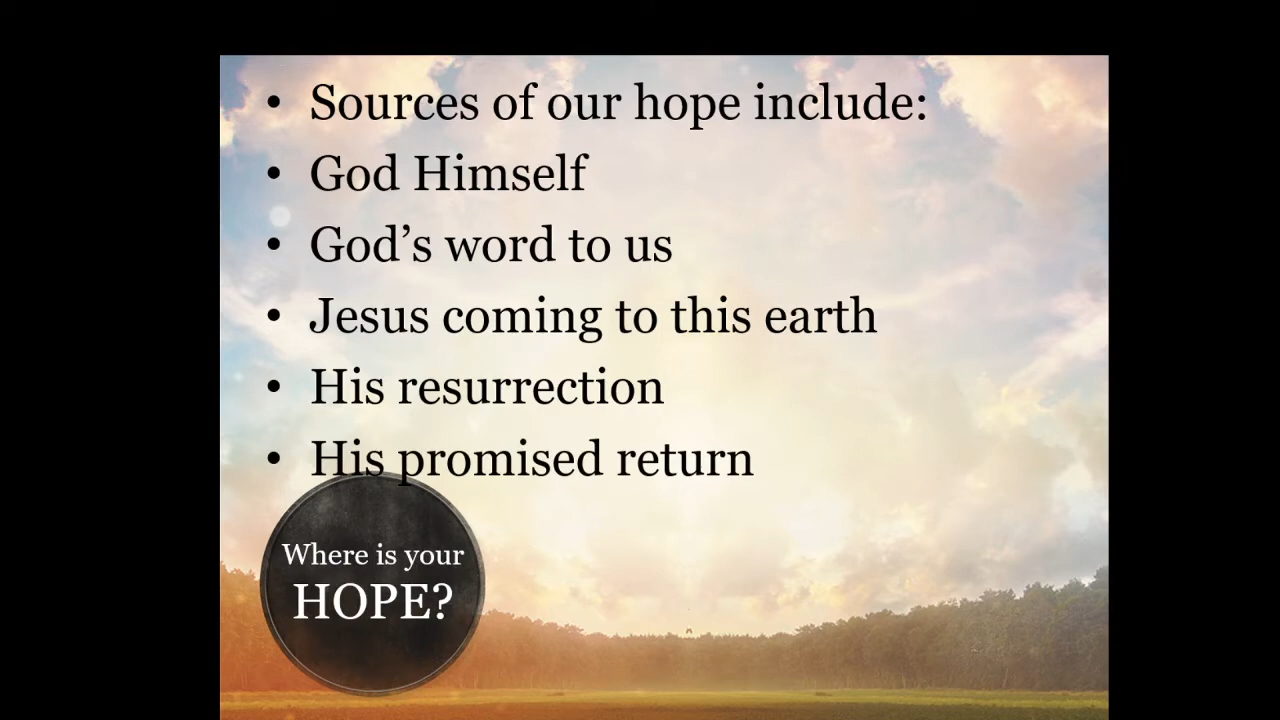 • Sources of our hope include:
• God Himself
• God’s word to us
• Jesus coming to this earth
• His resurrection
• His promised return
Where is your
HOPE?